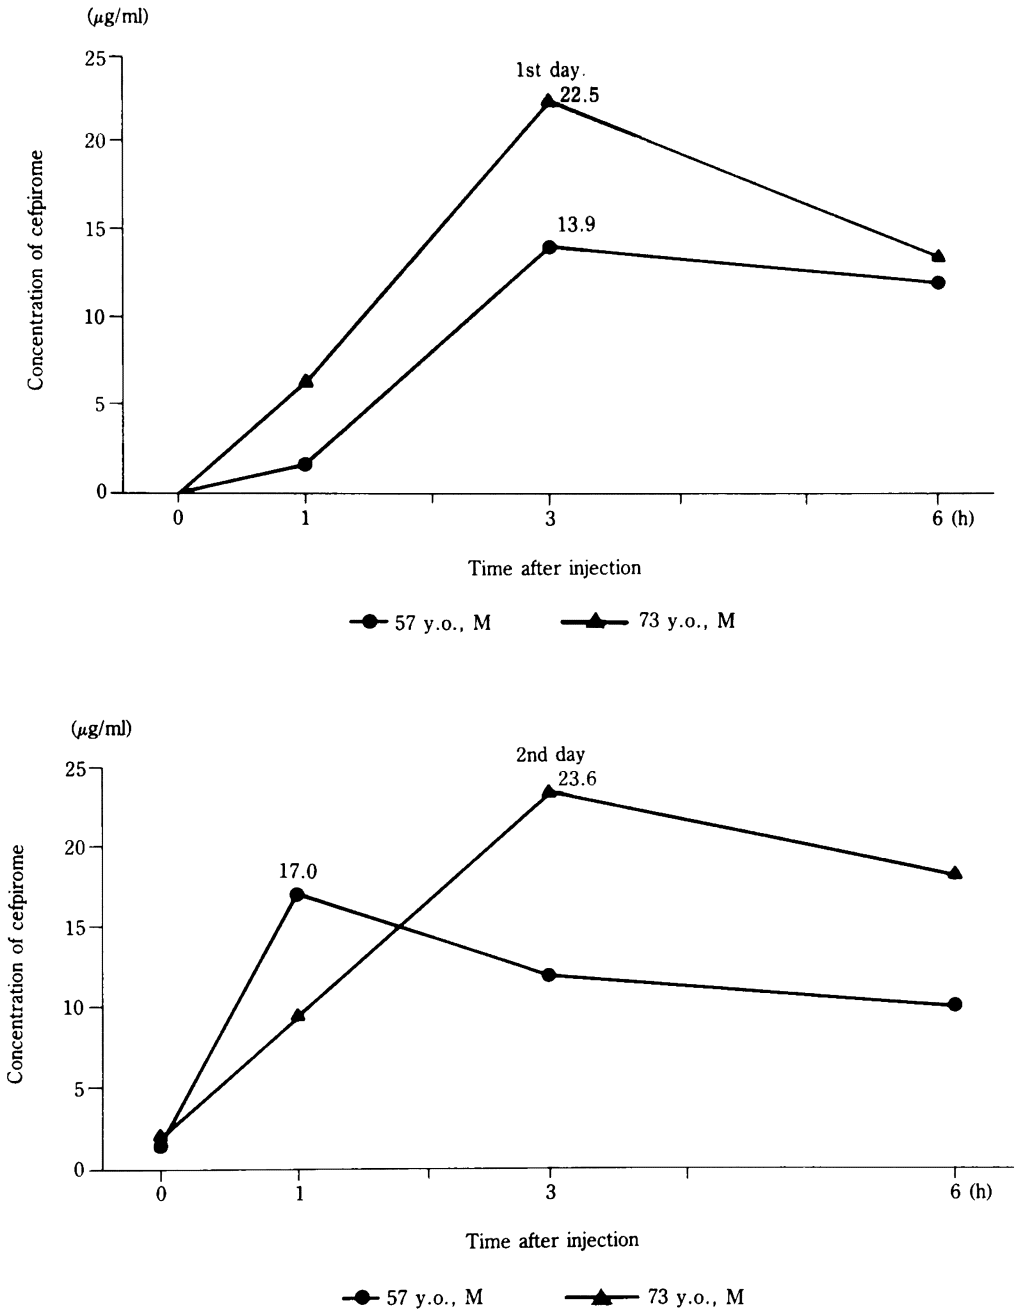 (μg/ml)
25
1st day.
22.5
20
13.9
15
10
5
0
Concentration of cefpirome
0 1 3 6 (h)
Time after injection
57 y.o., M 73 y.o., M
(μg/ml)
25
2nd day
23.6
20
17.0
15
10
5
0
Concentration of cefpirome
0 1 3 6 (h)
Time after injection
57 y.o., M 73 y.o., M